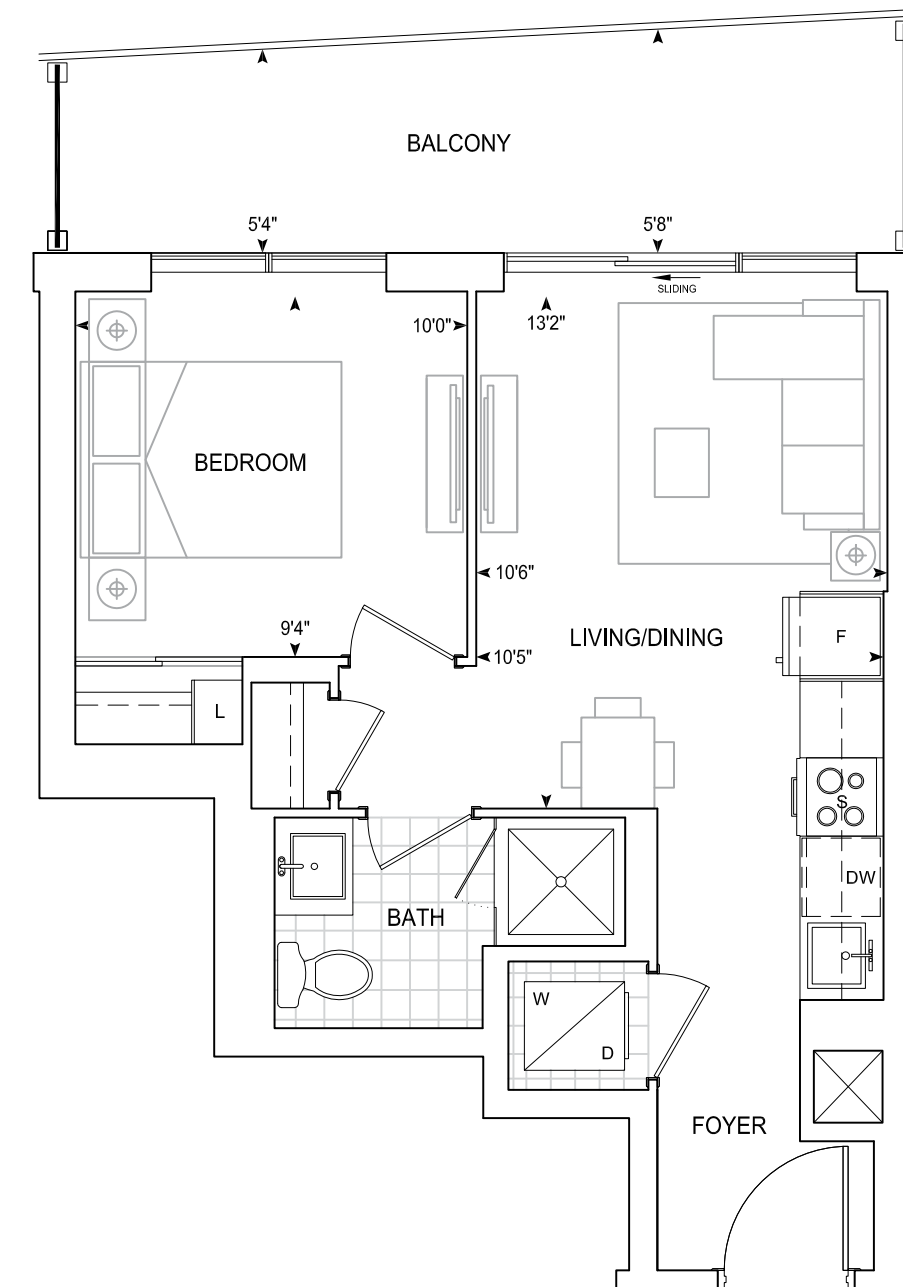 BALCONY
5'4"
5'8"
SLIDING
10'0"
13'2"
BEDROOM
10'6"
9'4"
LIVING/DINING
F
10'5"
L
S
DW
BATH
W
D
FOYER